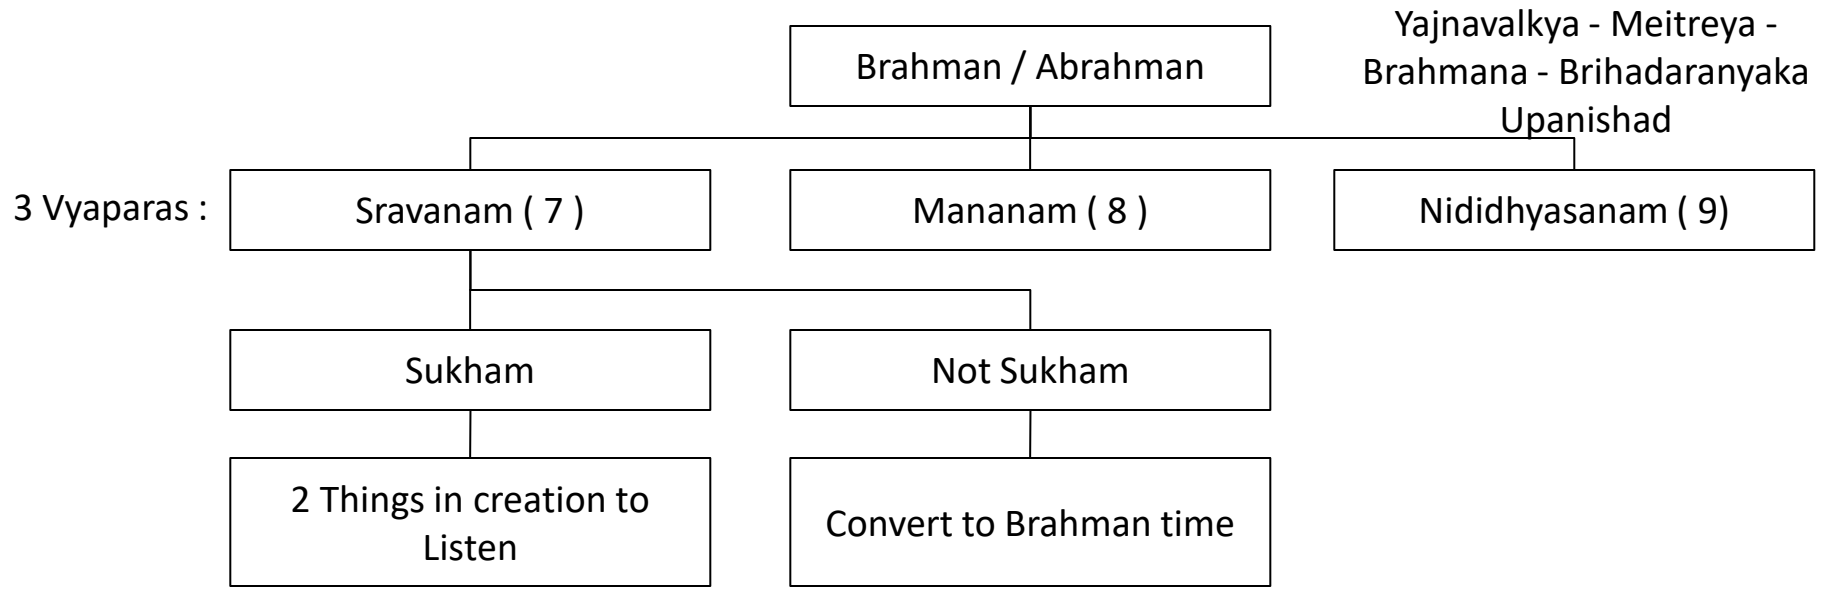 Yajnavalkya - Meitreya -
Brahmana - Brihadaranyaka
Upanishad
Brahman / Abrahman
3 Vyaparas :
Sravanam ( 7 )
Mananam ( 8 )
Nididhyasanam ( 9)
Sukham
Not Sukham
2 Things in creation to
Listen
Convert to Brahman time